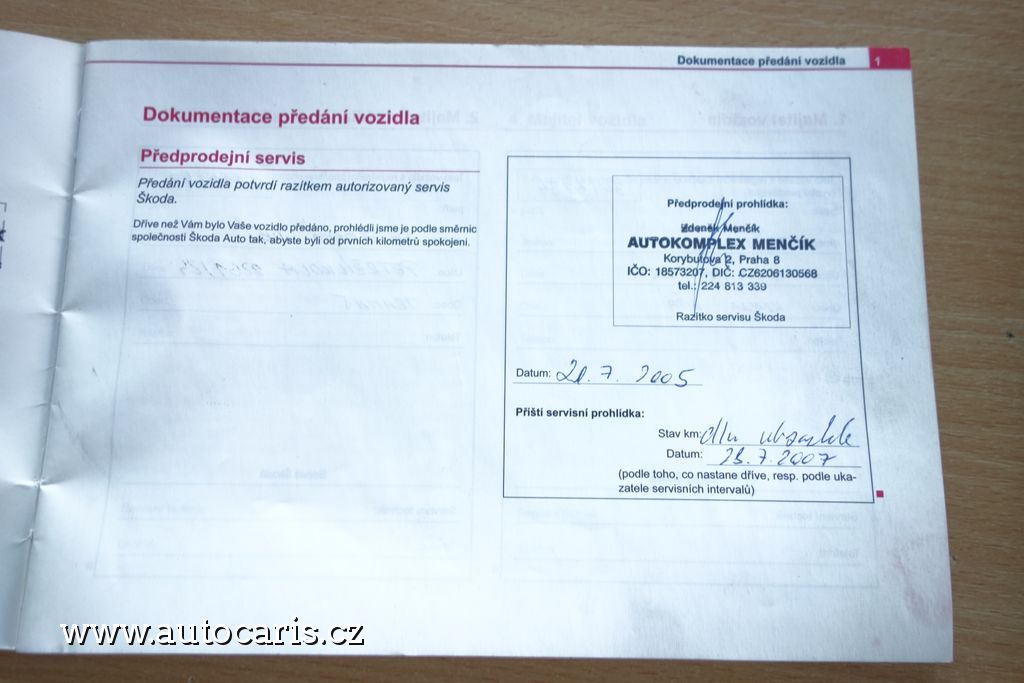 Dokumentace předání vozidla 1
Dokumentace předání vozidla
Předprodejní servis
Předání vozidla potvrdí razítkem autorizovaný servis
Škoda.
Dříve než Vám bylo Vaše vozidlo předáno, prohlédli jsme je podle směrnic
společnosti Škoda Auto tak, abyste byli od prvních kilometrů spokojeni.
Předprodejní prohlídka:
Zdeněk Menčík
AUTOKOMPLEX MENČÍK
Korybutova 2, Praha 8
IČO: 18573207, DIČ: CZ6206130568
tel.: 224 813 339
Razítko servisu Škoda
Datum: 7. 2005
Příští servisní prohlídka:
Stav km:
Datum: 7. 2007
(podle toho, co nastane dříve, resp. podle uka-
zatele servisních intervalů)
www.autocaris.cz